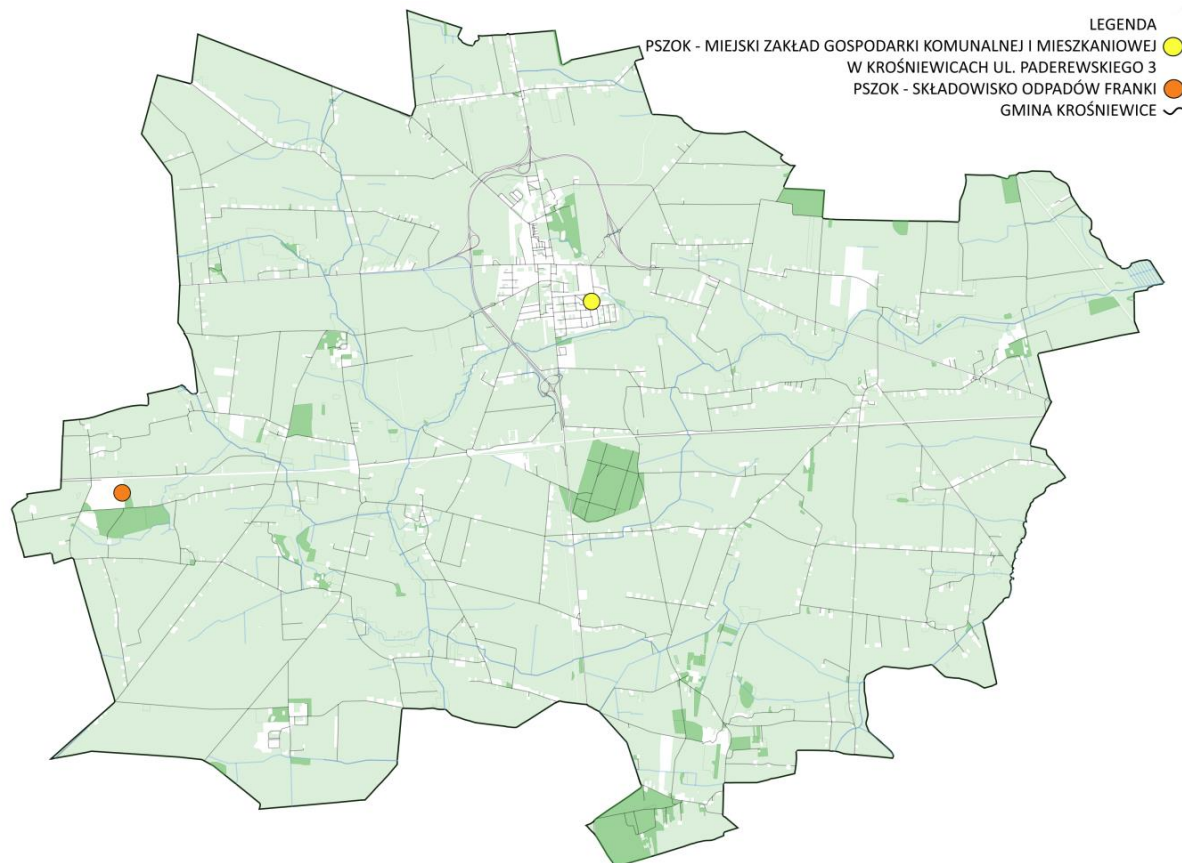 LEGENDA
PSZOK - MIEJSKI ZAKŁAD GOSPODARKI KOMUNALNEJ I MIESZKANIOWEJ
W KROŚNIEWICACH UL. PADEREWSKIEGO 3
PSZOK - SKŁADOWISKO ODPADÓW FRANKI
GMINA KROŚNIEWICE